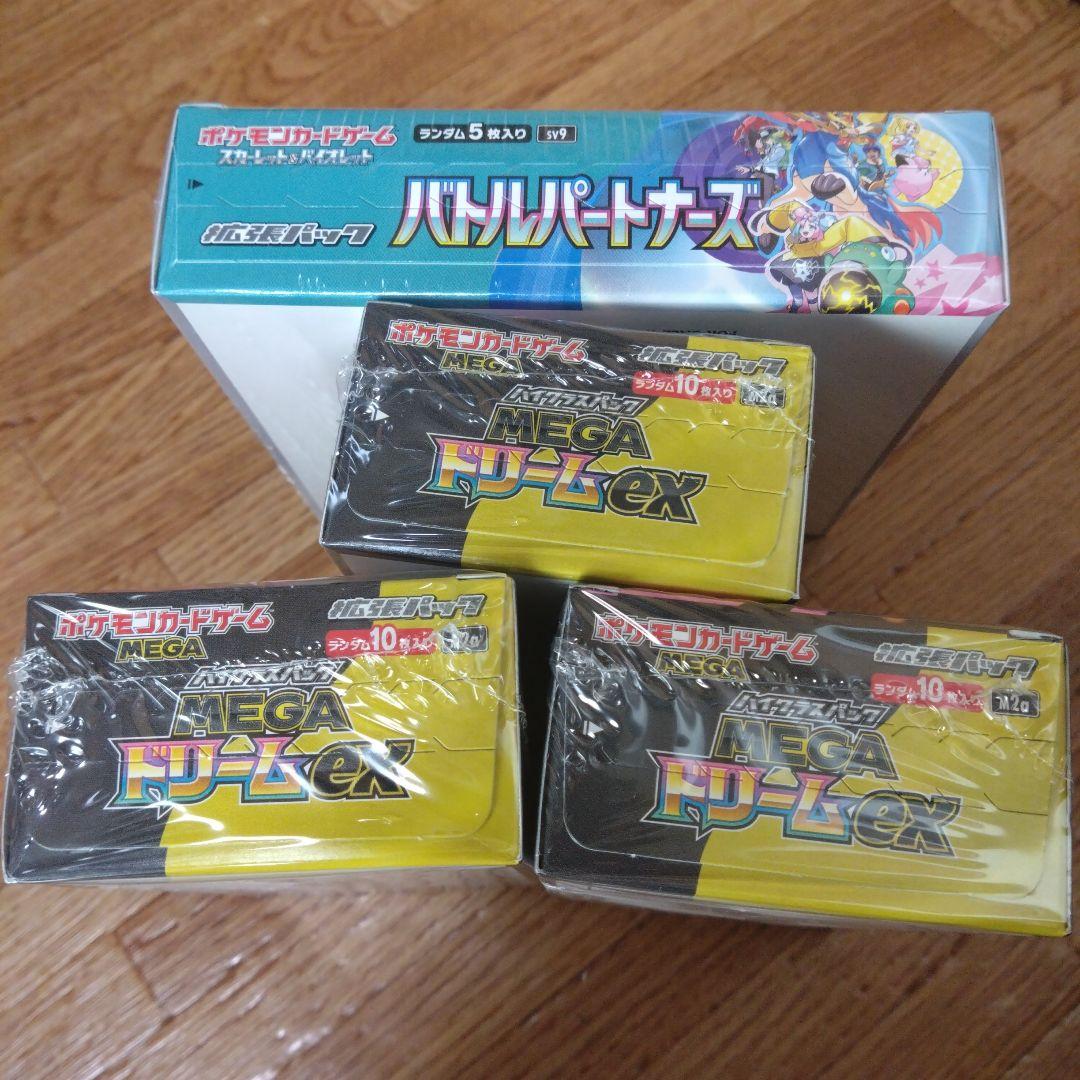 ポケモンカードゲーム
スカーレット&バイオレット
ランダム5枚入り
sv9
拡張パック
バトルパートナーズ
ポケモンカードゲーム
MEGA
拡張パック
ランダム10枚入り
M2a
ハイクラスパック
MEGA
ドリームex
ポケモンカードゲーム
MEGA
拡張パック
ランダム10枚入り
M2a
ハイクラスパック
MEGA
ドリームex
ポケモンカードゲーム
MEGA
拡張パック
ランダム10枚入り
M2a
ハイクラスパック
MEGA
ドリームex